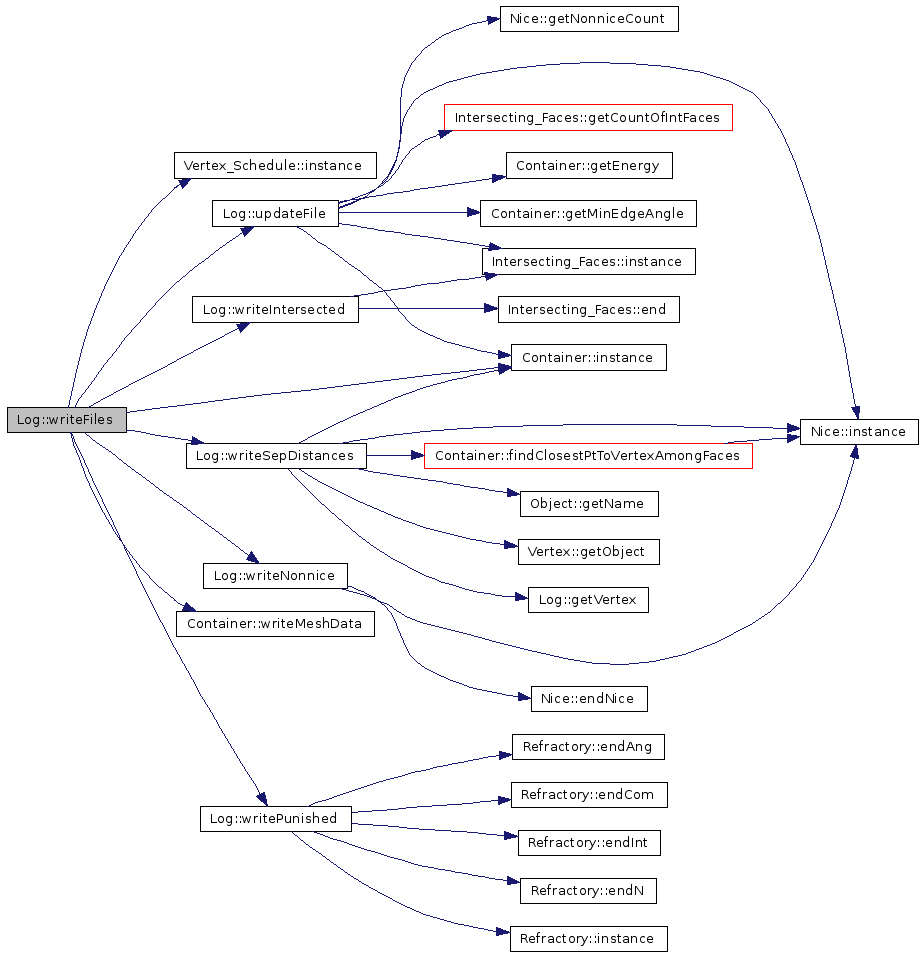 Nice::getNonniceCount
Intersecting_Faces::getCountOfIntFaces
Vertex_Schedule::instance
Container::getEnergy
Log::updateFile
Container::getMinEdgeAngle
Intersecting_Faces::instance
Log::writeIntersected
Intersecting_Faces::end
Container::instance
Log::writeFiles
Nice::instance
Log::writeSepDistances
Container::findClosestPtToVertexAmongFaces
Object::getName
Vertex::getObject
Log::writeNonnice
Log::getVertex
Container::writeMeshData
Nice::endNice
Refractory::endAng
Refractory::endCom
Log::writePunished
Refractory::endInt
Refractory::endN
Refractory::instance